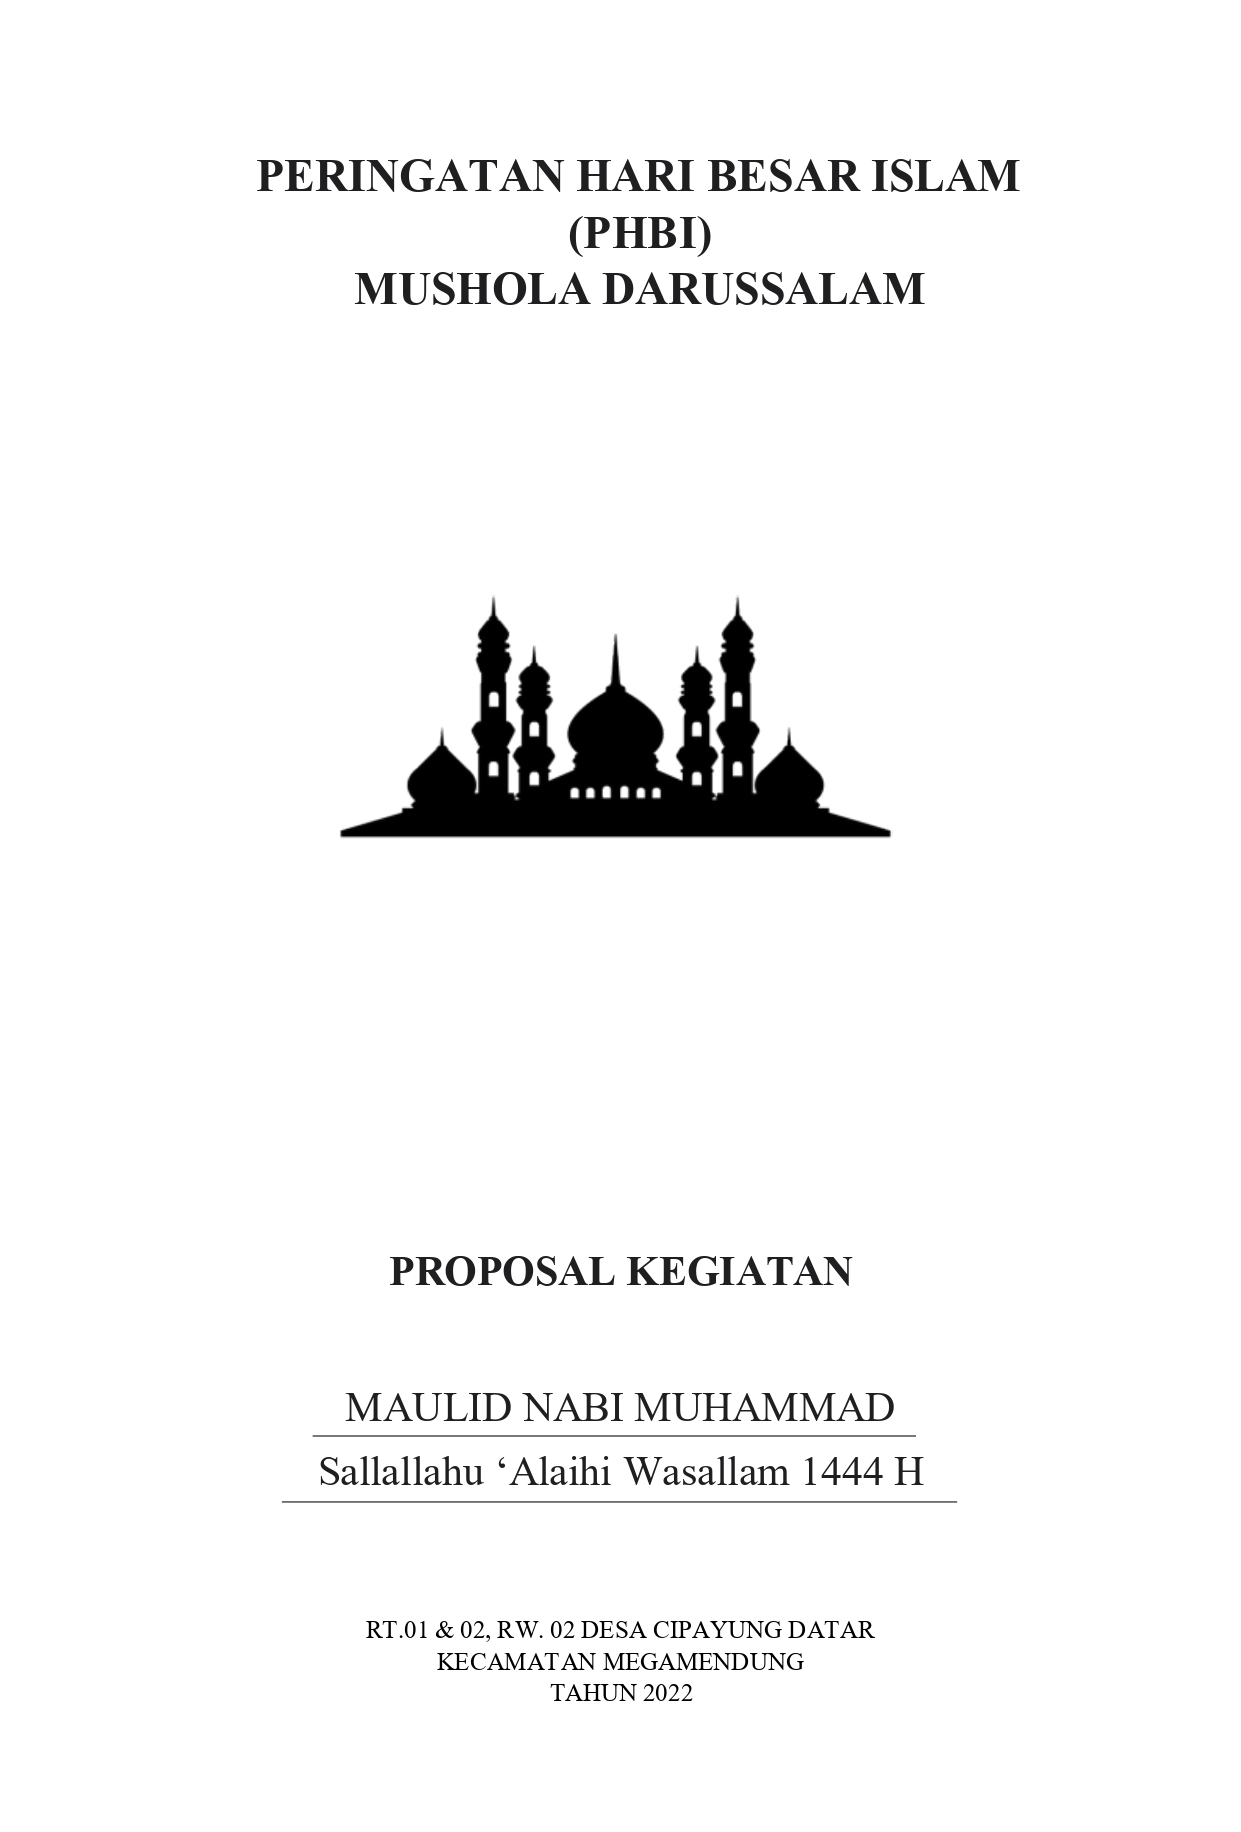 PERINGATAN HARI BESAR ISLAM
(PHBI)
MUSHOLA DARUSSALAM
PROPOSAL KEGIATAN
MAULID NABI MUHAMMAD
Sallallahu ‘Alaihi Wasallam 1444 H
RT.01 & 02, RW. 02 DESA CIPAYUNG DATAR
KECAMATAN MEGAMENDUNG
TAHUN 2022